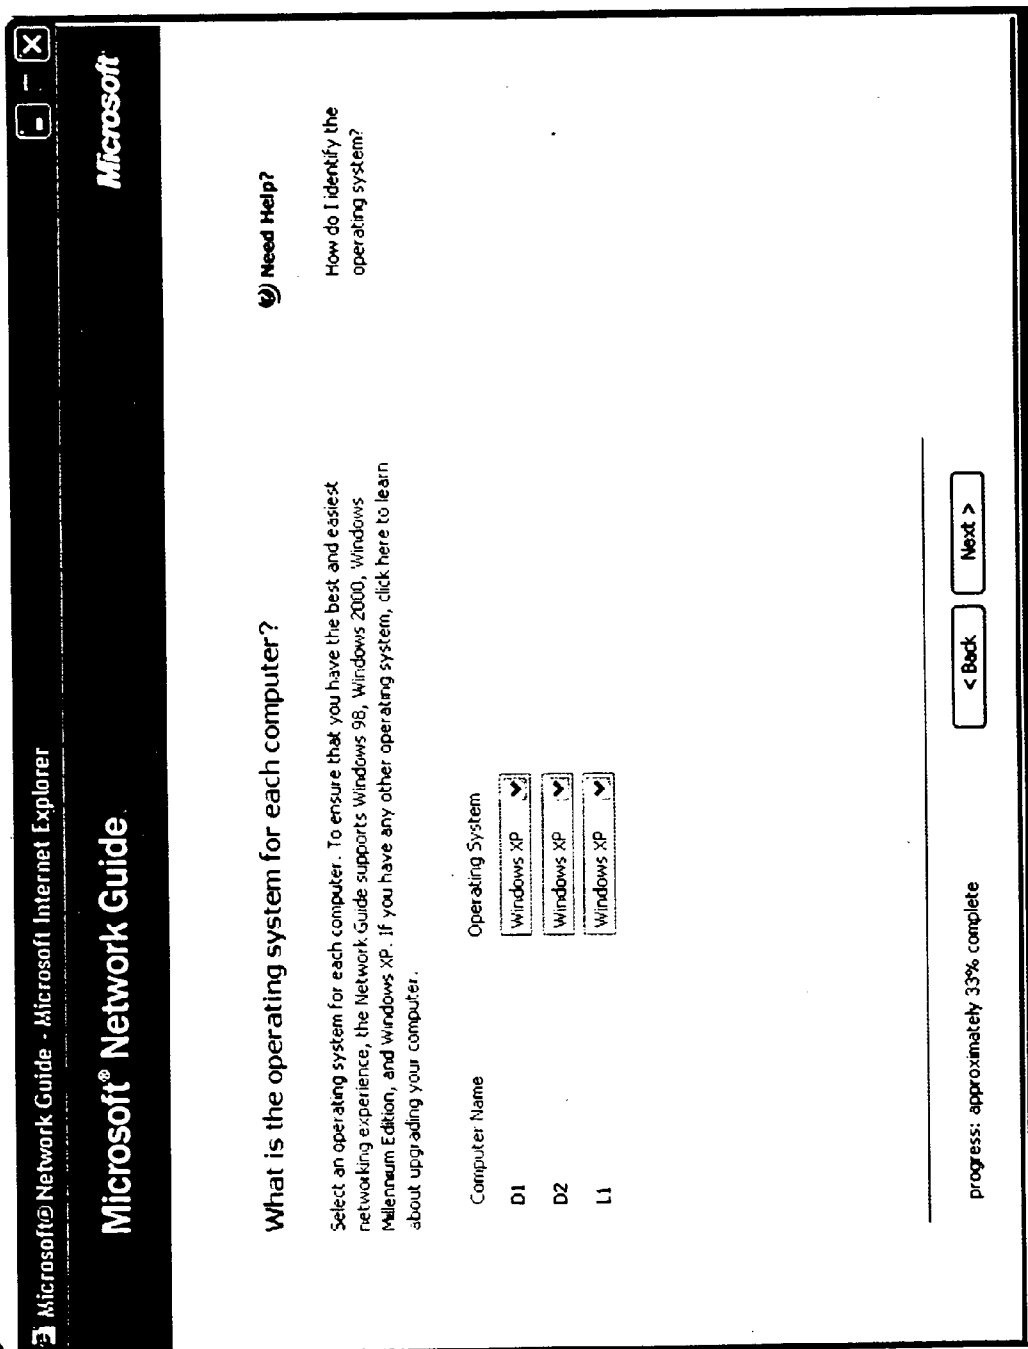 Microsoft® Network Guide - Microsoft Internet Explorer
Microsoft® Network Guide
Microsoft
What is the operating system for each computer?
Select an operating system for each computer. To ensure that you have the best and easiest
networking experience, the Network Guide supports Windows 98, Windows 2000, Windows
Millennium Edition, and Windows XP. If you have any other operating system, click here to learn
about upgrading your computer.
Need Help?
How do I identify the
operating system?
Computer Name Operating System
D1 Windows XP
D2 Windows XP
L1 Windows XP
progress: approximately 33% complete
< Back Next >